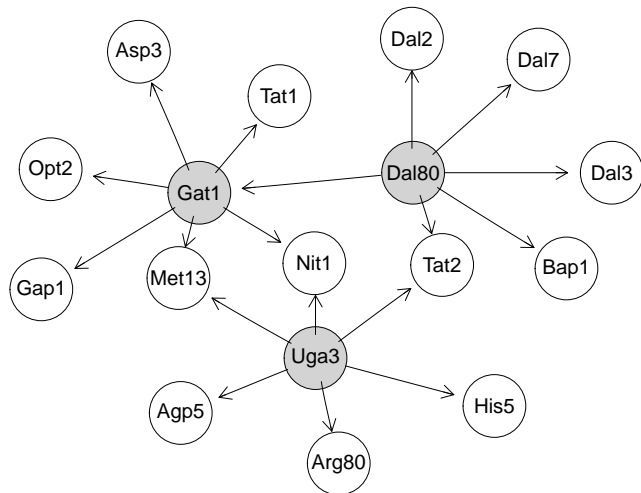 Dal2
Asp3
Dal7
Tat1
Opt2
Dal80
Dal3
Gat1
Nit1
Tat2
Bap1
Met13
Gap1
Uga3
His5
Agp5
Arg80